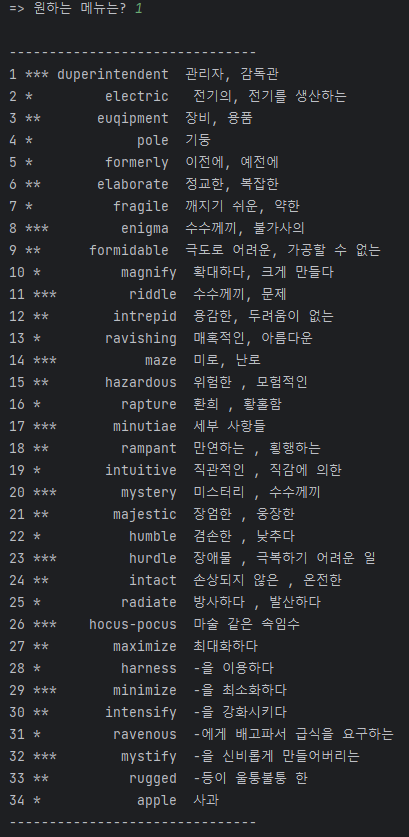 => 원하는 메뉴는? 1
-------------------------------
1 *** duperintendent 관리자, 감독관
2 * electric 전기의, 전기를 생산하는
3 ** euqipment 장비, 용품
4 * pole 기둥
5 * formerly 이전에, 예전에
6 ** elaborate 정교한, 복잡한
7 * fragile 깨지기 쉬운, 약한
8 *** enigma 수수께끼, 불가사의
9 ** formidable 극도로 어려운, 가공할 수 없는
10 * magnify 확대하다, 크게 만들다
11 *** riddle 수수께끼, 문제
12 ** intrepid 용감한, 두려움이 없는
13 * ravishing 매혹적인, 아름다운
14 *** maze 미로, 난로
15 ** hazardous 위험한 , 모험적인
16 * rapture 환희 , 황홀함
17 *** minutiae 세부 사항들
18 ** rampant 만연하는 , 횡행하는
19 * intuitive 직관적인 , 직감에 의한
20 *** mystery 미스터리 , 수수께끼
21 ** majestic 장엄한 , 웅장한
22 * humble 겸손한 , 낮추다
23 *** hurdle 장애물 , 극복하기 어려운 일
24 ** intact 손상되지 않은 , 온전한
25 * radiate 방사하다 , 발산하다
26 *** hocus-pocus 마술 같은 속임수
27 ** maximize 최대화하다
28 * harness -을 이용하다
29 *** minimize -을 최소화하다
30 ** intensify -을 강화시키다
31 * ravenous -에게 배고파서 급식을 요구하는
32 *** mystify -을 신비롭게 만들어버리는
33 ** rugged -등이 울퉁불퉁 한
34 * apple 사과
-------------------------------